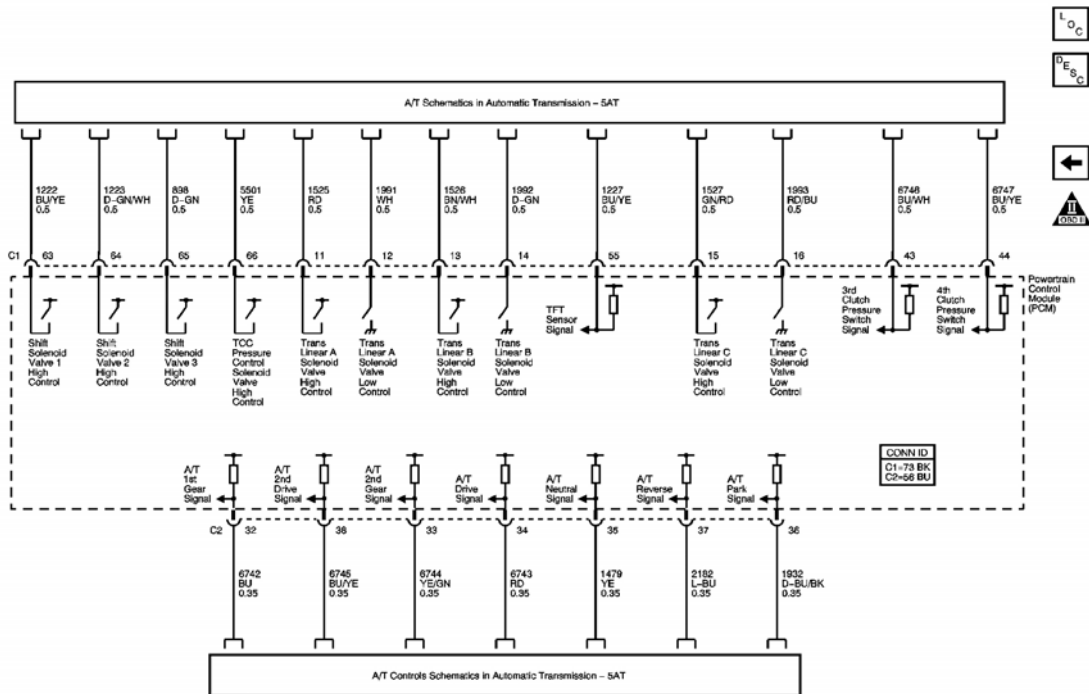 LOC
DESC
A/T Schematics in Automatic Transmission – 5AT
II
OBD II
1222 1223 898 5501 1525 1991 1526 1992 1227 1527 1993 6746 6747
BU/YE D-GN/WH D-GN YE RD WH BN/WH D-GN BU/YE GN/RD RD/BU BU/WH BU/YE
0.5 0.5 0.5 0.5 0.5 0.5 0.5 0.5 0.5 0.5 0.5 0.5 0.5
C1 63 64 65 66 11 12 13 14 55 15 16 43 44
Powertrain
Control
Module
(PCM)
Shift
Solenoid
Valve 1
High
Control
Shift
Solenoid
Valve 2
High
Control
Shift
Solenoid
Valve 3
High
Control
TCC
Pressure
Control
Solenoid
Valve
High
Control
Trans
Linear A
Solenoid
Valve
High
Control
Trans
Linear A
Solenoid
Valve
Low
Control
Trans
Linear B
Solenoid
Valve
High
Control
Trans
Linear B
Solenoid
Valve
Low
Control
TFT
Sensor
Signal
Trans
Linear C
Solenoid
Valve
High
Control
Trans
Linear C
Solenoid
Valve
Low
Control
3rd
Clutch
Pressure
Switch
Signal
4th
Clutch
Pressure
Switch
Signal
CONN ID
C1=73 BK
C2=56 BU
A/T
1st
Gear
Signal
A/T
2nd
Drive
Signal
A/T
2nd
Gear
Signal
A/T
Drive
Signal
A/T
Neutral
Signal
A/T
Reverse
Signal
A/T
Park
Signal
C2 32 38 33 34 35 37 36
6742 6745 6744 6743 1479 2182 1932
BU BU/YE YE/GN RD YE L-BU D-BU/BK
0.35 0.35 0.35 0.35 0.35 0.35 0.35
A/T Controls Schematics in Automatic Transmission – 5AT